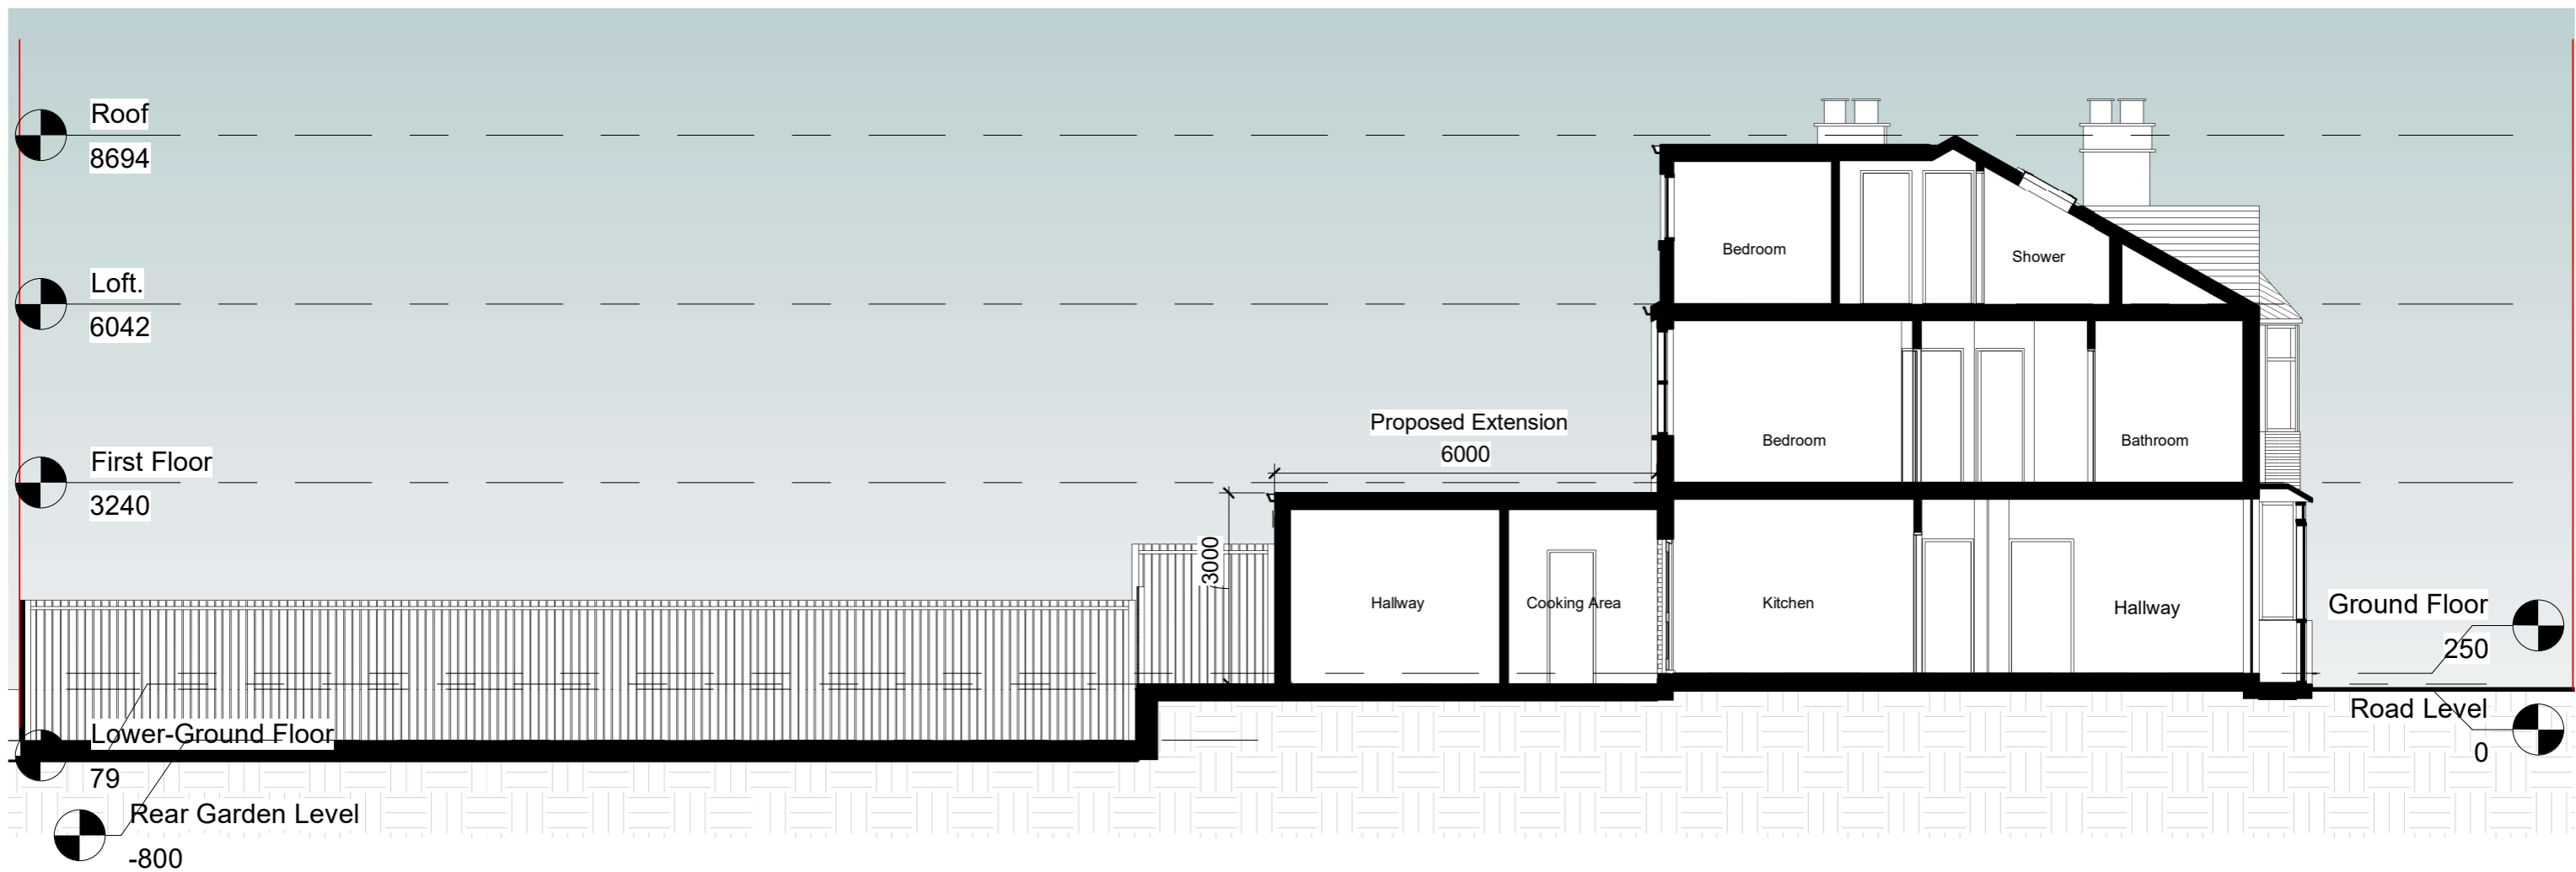 Roof
8694
Loft.
6042
Bedroom
Shower
Proposed Extension
6000
Bedroom
Bathroom
First Floor
3240
3000
Hallway
Cooking Area
Kitchen
Hallway
Ground Floor
250
Road Level
0
Lower-Ground Floor
79
Rear Garden Level
-800